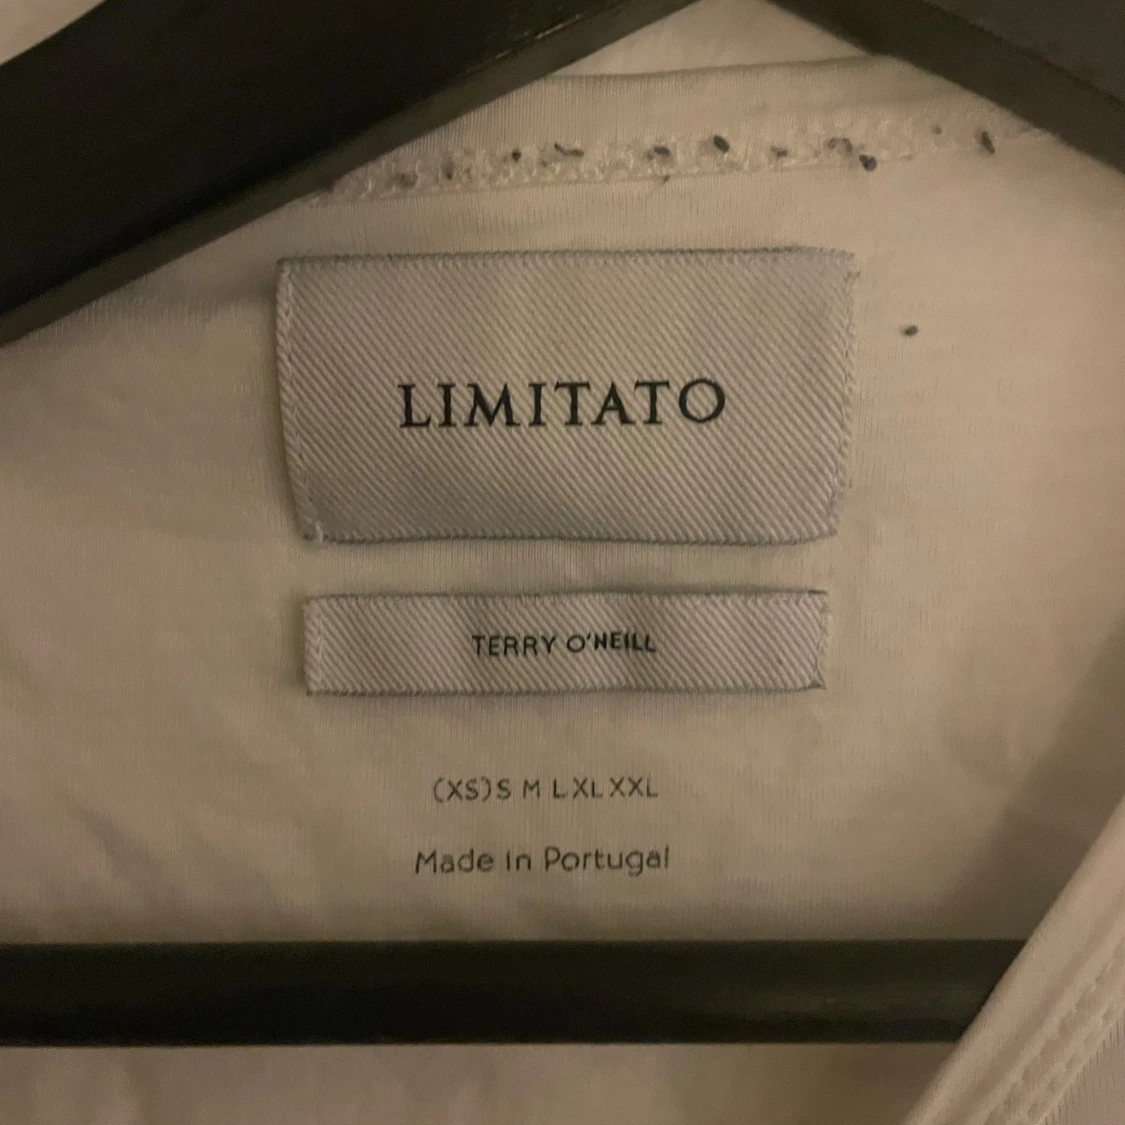 LIMITATO
TERRY O'NEILL
(XS) S M L XL XXL
Made in Portugal